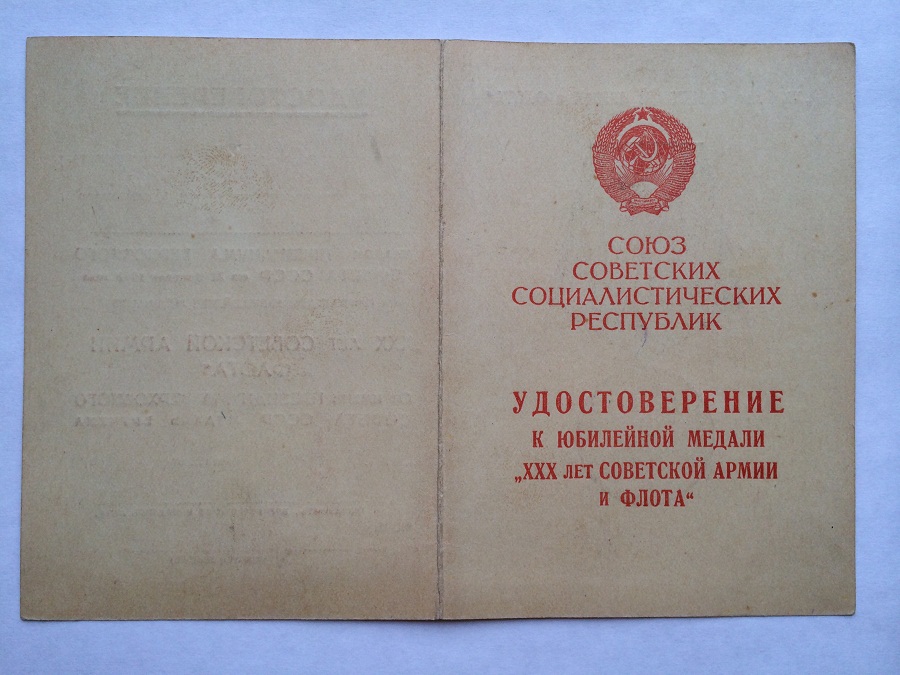 СОЮЗ
СОВЕТСКИХ
СОЦИАЛИСТИЧЕСКИХ
РЕСПУБЛИК
УДОСТОВЕРЕНИЕ
К ЮБИЛЕЙНОЙ МЕДАЛИ
„XXX лет СОВЕТСКОЙ АРМИИ
И ФЛОТА“